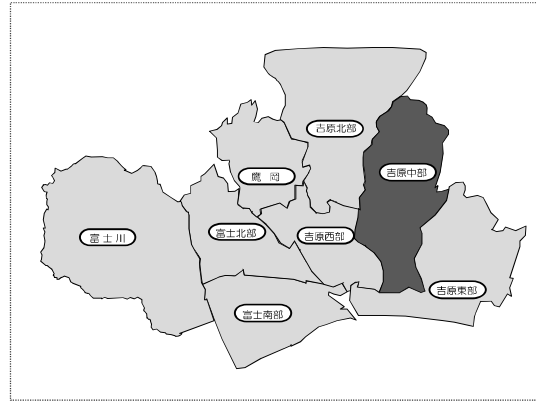 吉原北部
吉原中部
鷹岡
富士川
富士北部
吉原西部
吉原東部
富士南部